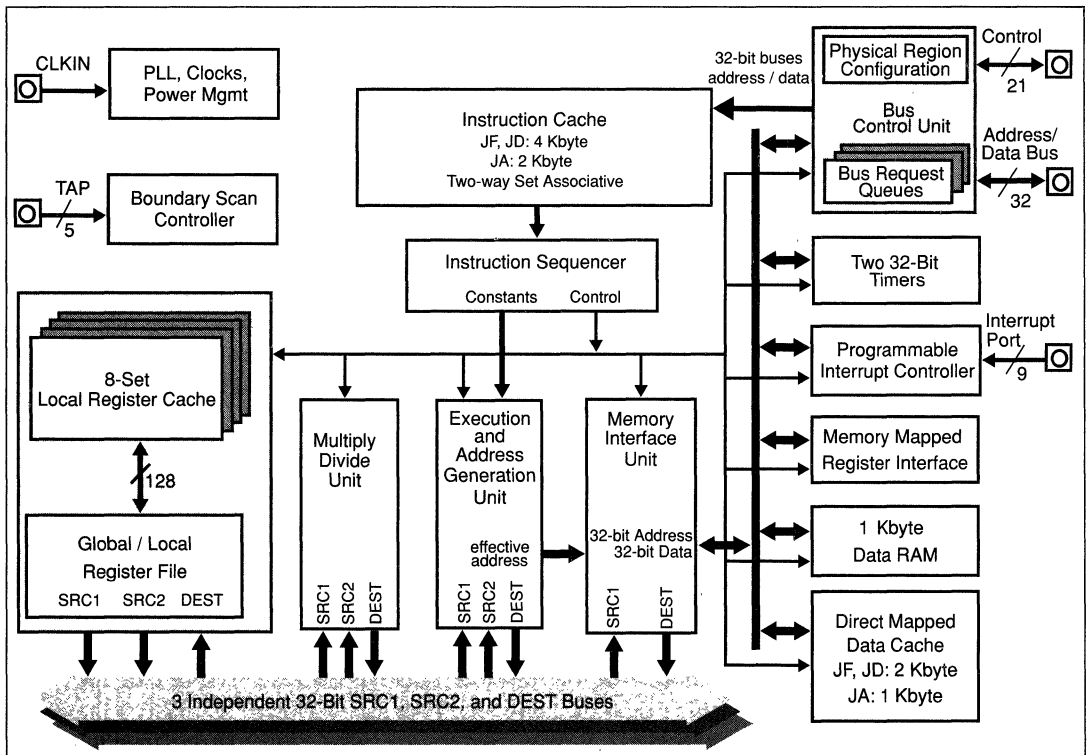 CLKIN
PLL, Clocks,
Power Mgmt
TAP
5
Boundary Scan
Controller
Instruction Cache
JF, JD: 4 Kbyte
JA: 2 Kbyte
Two-way Set Associative
32-bit buses
address / data
Physical Region
Configuration
Bus
Control Unit
Bus Request
Queues
Control
21
Address/
Data Bus
32
Instruction Sequencer
Constants
Control
Two 32-Bit
Timers
Programmable
Interrupt Controller
Interrupt
Port
9
8-Set
Local Register Cache
128
Global / Local
Register File
SRC1
SRC2
DEST
Multiply
Divide
Unit
SRC1
SRC2
DEST
Execution
and
Address
Generation
Unit
effective
address
SRC1
SRC2
DEST
Memory
Interface
Unit
32-bit Address
32-bit Data
SRC1
DEST
Memory Mapped
Register Interface
1 Kbyte
Data RAM
Direct Mapped
Data Cache
JF, JD: 2 Kbyte
JA: 1 Kbyte
3 Independent 32-Bit SRC1, SRC2, and DEST Buses